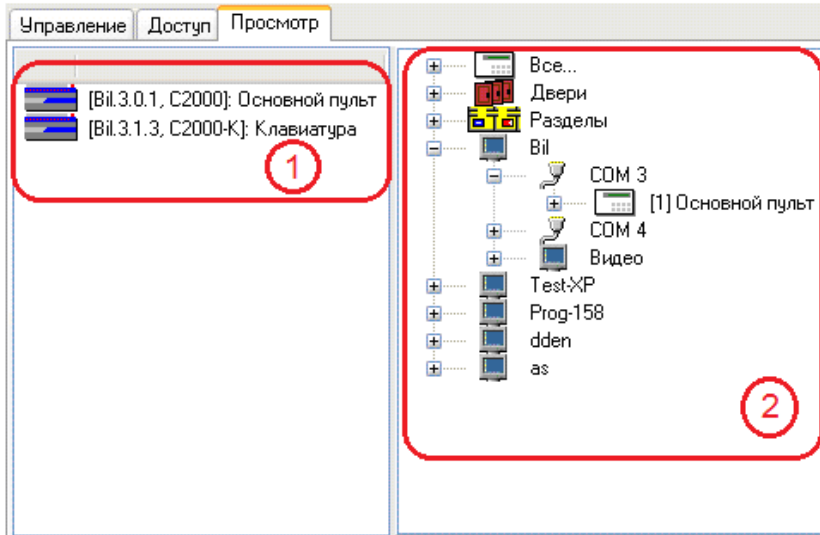 Управление Доступ Просмотр
[Bil.3.0.1, C2000]: Основной пульт
[Bil.3.1.3, C2000-K]: Клавиатура
1
Все...
Двери
Разделы
Bil
COM 3
[1] Основной пульт
COM 4
Видео
Test-XP
Prog-158
dden
as
2